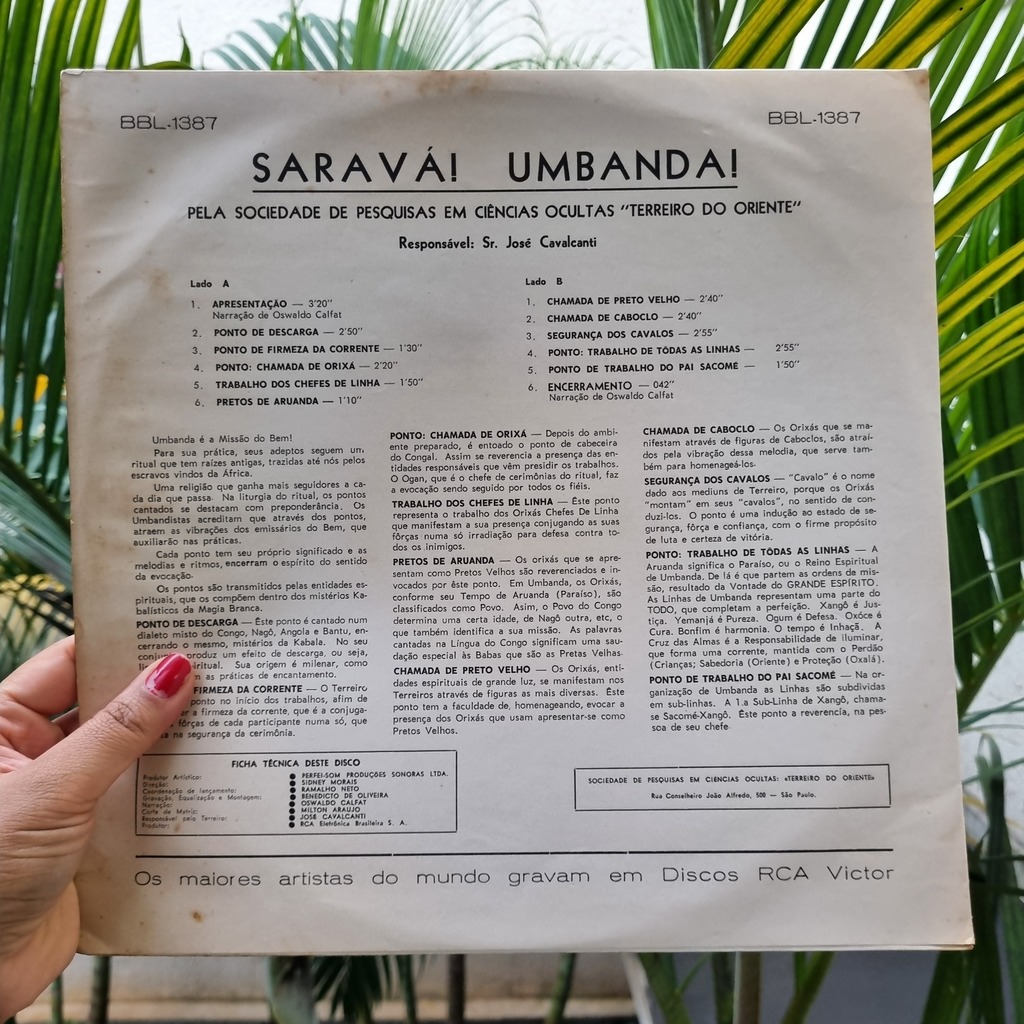 BBL-1387
BBL-1387
SARAVÁ! UMBANDA!
PELA SOCIEDADE DE PESQUISAS EM CIÊNCIAS OCULTAS "TERREIRO DO ORIENTE"
Responsável: Sr. José Cavalcanti
Lado A
1. APRESENTAÇÃO — 3'20"
Narração de Oswaldo Calfat
2. PONTO DE DESCARGA — 2'50"
3. PONTO DE FIRMEZA DA CORRENTE — 1'30"
4. PONTO: CHAMADA DE ORIXÁ — 2'20"
5. TRABALHO DOS CHEFES DE LINHA — 1'50"
6. PRETOS DE ARUANDA — 1'10"
Lado B
1. CHAMADA DE PRETO VELHO — 2'40"
2. CHAMADA DE CABOCLO — 2'40"
3. SEGURANÇA DOS CAVALOS — 2'55"
4. PONTO: TRABALHO DE TÔDAS AS LINHAS — 2'55"
5. PONTO DE TRABALHO DO PAI SACOMÉ — 1'50"
6. ENCERRAMENTO — 042"
Narração de Oswaldo Calfat
Umbanda é a Missão do Bem!
Para sua prática, seus adeptos seguem um
ritual que tem raízes antigas, trazidas até nós pelos
escravos vindos da África.
Uma religião que ganha mais seguidores a ca-
da dia que passa. Na liturgia do ritual, os pontos
cantados se destacam com preponderância. Os
Umbandistas acreditam que através dos pontos,
atraem as vibrações dos emissários do Bem, que
auxiliarão nas práticas.
Cada ponto tem seu próprio significado e as
melodias e ritmos, encerram o espírito do sentido
da evocação.
Os pontos são transmitidos pelas entidades es-
pirituais, que os compõem dentro dos mistérios Ka-
balísticos da Magia Branca.
PONTO DE DESCARGA — Êste ponto é cantado num
dialeto misto do Congo, Nagô, Angola e Bantu, en-
cerrando o mesmo, mistérios da Kabala. No seu
produz um efeito de descarga, ou seja,
Sua origem é milenar, como
as práticas de encantamento.
FIRMEZA DA CORRENTE — O Terreiro
ponto no início dos trabalhos, afim de
a firmeza da corrente, que é a conjuga-
fôrças de cada participante numa só, que
na segurança da cerimônia.
PONTO: CHAMADA DE ORIXÁ — Depois do ambi-
ente preparado, é entoado o ponto de cabeceira
do Congal. Assim se reverencia a presença das en-
tidades responsáveis que vêm presidir os trabalhos.
O Ogan, que é o chefe de cerimônias do ritual, faz
a evocação sendo seguido por todos os fiéis.
TRABALHO DOS CHEFES DE LINHA — Êste ponto
representa o trabalho dos Orixás Chefes De Linha
que manifestam a sua presença conjugando as suas
fôrças numa só irradiação para defesa contra to-
dos os inimigos.
PRETOS DE ARUANDA — Os orixás que se apre-
sentam como Pretos Velhos são reverenciados e in-
vocados por êste ponto. Em Umbanda, os Orixás,
conforme seu Tempo de Aruanda (Paraíso), são
classificados como Povo. Asim, o Povo do Congo
determina uma certa idade, de Nagô outra, etc, o
que também identifica a sua missão. As palavras
cantadas na Língua do Congo significam uma sau-
dação especial às Babas que são as Pretas Velhas.
CHAMADA DE PRETO VELHO — Os Orixás, enti-
dades espirituais de grande luz, se manifestam nos
Terreiros através de figuras as mais diversas. Êste
ponto tem a faculdade de, homenageando, evocar a
presença dos Orixás que usam apresentar-se como
Pretos Velhos.
CHAMADA DE CABOCLO — Os Orixás que se ma-
nifestam através de figuras de Caboclos, são atraí-
dos pela vibração dessa melodia, que serve tam-
bém para homenageá-los.
SEGURANÇA DOS CAVALOS — "Cavalo" é o nome
dado aos mediuns de Terreiro, porque os Orixás
"montam" em seus "cavalos", no sentido de con-
duzi-los. O ponto é uma indução ao estado de se-
gurança, fôrça e confiança, com o firme propósito
de luta e certeza de vitória.
PONTO: TRABALHO DE TÔDAS AS LINHAS — A
Aruanda significa o Paraíso, ou o Reino Espiritual
de Umbanda. De lá é que partem as ordens de mis-
são, resultado da Vontade do GRANDE ESPÍRITO.
As Linhas de Umbanda representam uma parte do
TODO, que completam a perfeição. Xangô é Jus-
tiça. Yemanjá é Pureza. Ogum é Defesa. Oxóce é
Cura. Bonfim é harmonia. O tempo é Inhaçã. A
Cruz das Almas é a Responsabilidade de iluminar,
que forma uma corrente, mantida com o Perdão
(Crianças; Sabedoria (Oriente) e Proteção (Oxalá).
PONTO DE TRABALHO DO PAI SACOMÉ — Na or-
ganização de Umbanda as Linhas são subdividas
em sub-linhas. A 1.a Sub-Linha de Xangô, chama-
se Sacomé-Xangô. Êste ponto a reverencia, na pes-
soa de seu chefe
FICHA TÉCNICA DESTE DISCO
Produtor Artístico: PERFEI-SOM PRODUÇÕES SONORAS LTDA.
Direção: SIDNEY MORAIS
Coordenação de lançamento: RAMALHO NETO
Gravação, Equalização e Montagem: BENEDICTO DE OLIVEIRA
Narração: OSWALDO CALFAT
Corte de Matriz: MILTON ARAUJO
Responsável pelo Terreiro: JOSÉ CAVALCANTI
Produtor: RCA Eletrônica Brasileira S. A.
SOCIEDADE DE PESQUISAS EM CIENCIAS OCULTAS: «TERREIRO DO ORIENTE»
Rua Conselheiro João Alfredo, 500 — São Paulo.
Os maiores artistas do mundo gravam em Discos RCA Victor